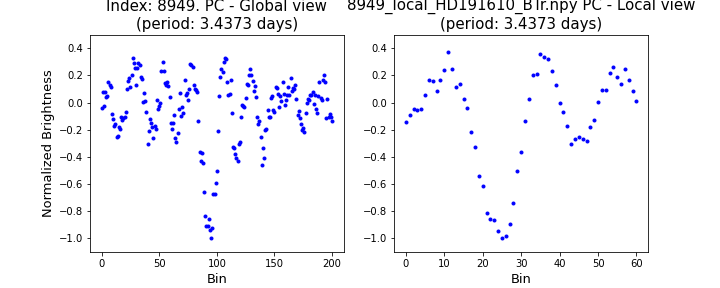 Index: 8949. PC - Global view
(period: 3.4373 days)
8949_local_HD191610_BTfr.npy PC - Local view
(period: 3.4373 days)
Normalized Brightness
0.4
0.2
0.0
−0.2
−0.4
−0.6
−0.8
−1.0
0 50 100 150 200
Bin
0.4
0.2
0.0
−0.2
−0.4
−0.6
−0.8
−1.0
0 10 20 30 40 50 60
Bin